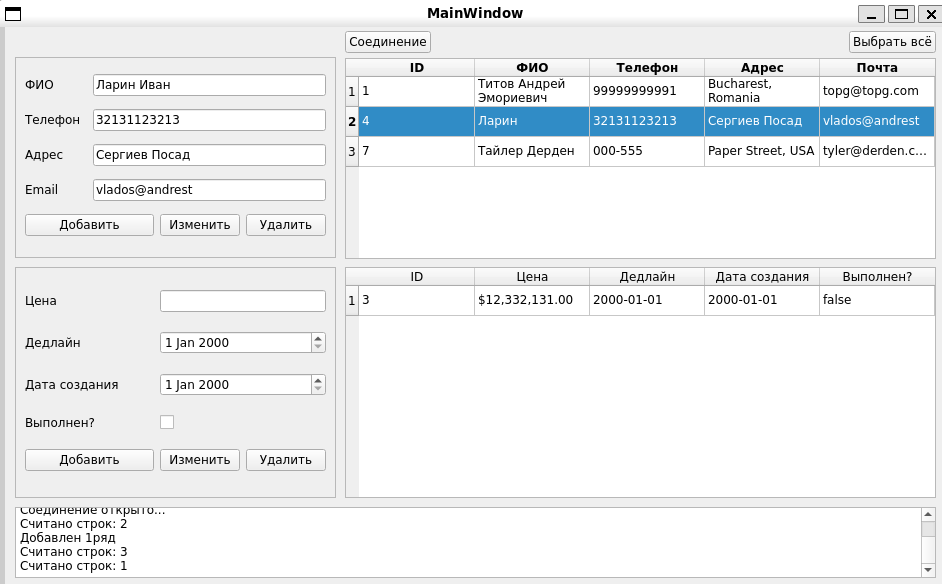 MainWindow
Соединение
Выбрать всё
ФИО
Ларин Иван
Телефон
32131123213
Адрес
Сергиев Посад
Email
vlados@andrest
Добавить
Изменить
Удалить
ID ФИО Телефон Адрес Почта
1 1 Титов Андрей Эмориевич 99999999991 Bucharest, Romania topg@topg.com
2 4 Ларин 32131123213 Сергиев Посад vlados@andrest
3 7 Тайлер Дерден 000-555 Paper Street, USA tyler@derden.c...
Цена
Дедлайн
1 Jan 2000
Дата создания
1 Jan 2000
Выполнен?
Добавить
Изменить
Удалить
ID Цена Дедлайн Дата создания Выполнен?
1 3 $12,332,131.00 2000-01-01 2000-01-01 false
Соединение открыто...
Считано строк: 2
Добавлен 1ряд
Считано строк: 3
Считано строк: 1